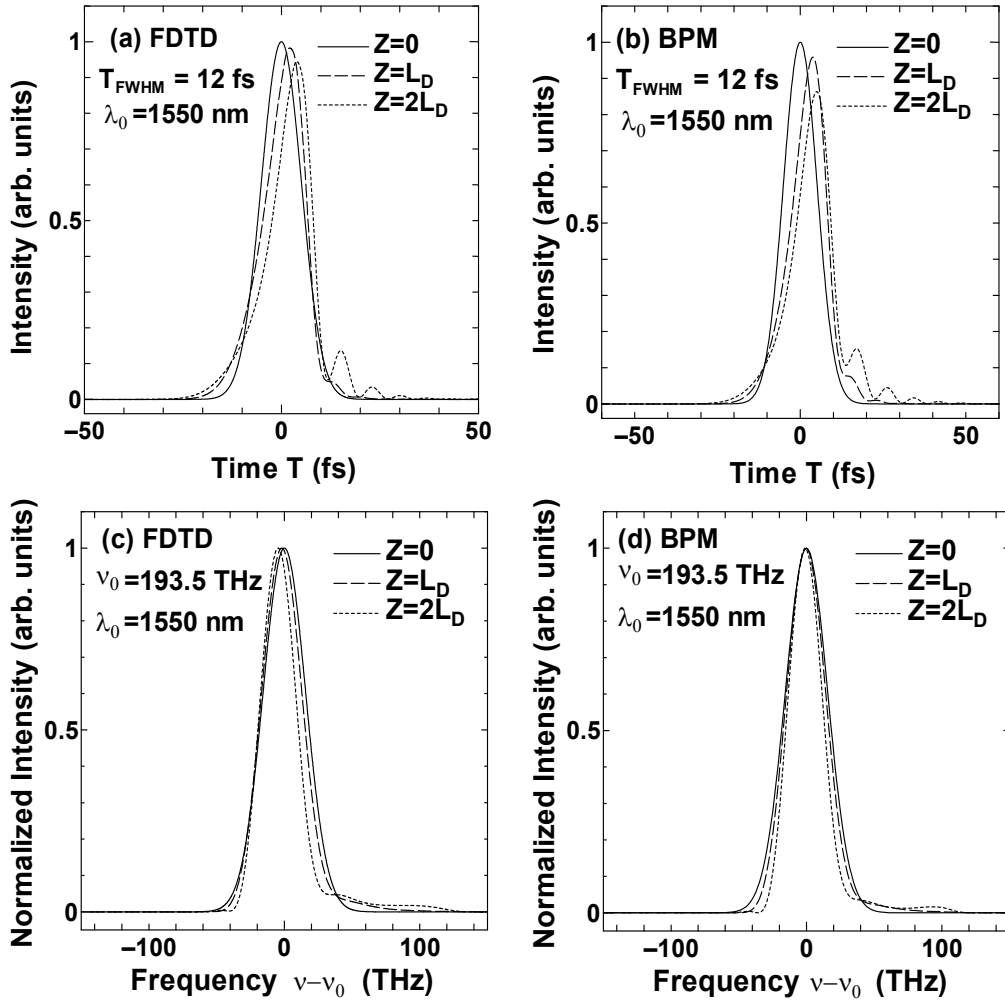 (a) FDTD
T_FWHM = 12 fs
λ₀ =1550 nm
Z=0
Z=L_D
Z=2L_D
1
0.5
0
Intensity (arb. units)
−50
0
50
Time T (fs)
(b) BPM
T_FWHM = 12 fs
λ₀ =1550 nm
Z=0
Z=L_D
Z=2L_D
1
0.5
0
Intensity (arb. units)
−50
0
50
Time T (fs)
(c) FDTD
ν₀ =193.5 THz
λ₀ =1550 nm
Z=0
Z=L_D
Z=2L_D
1
0.5
0
Normalized Intensity (arb. units)
−100
0
100
Frequency ν−ν₀ (THz)
(d) BPM
ν₀ =193.5 THz
λ₀ =1550 nm
Z=0
Z=L_D
Z=2L_D
1
0.5
0
Normalized Intensity (arb. units)
−100
0
100
Frequency ν−ν₀ (THz)